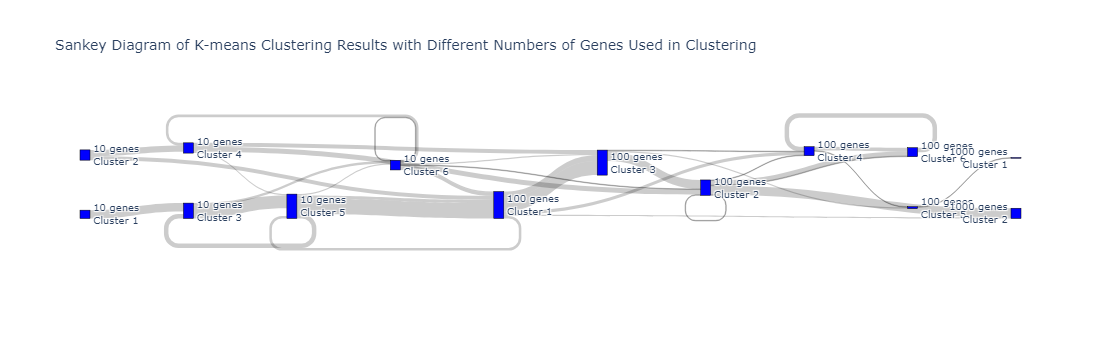 Sankey Diagram of K-means Clustering Results with Different Numbers of Genes Used in Clustering
10 genes
Cluster 2
10 genes
Cluster 1
10 genes
Cluster 4
10 genes
Cluster 3
10 genes
Cluster 5
10 genes
Cluster 6
100 genes
Cluster 1
100 genes
Cluster 3
100 genes
Cluster 2
100 genes
Cluster 4
100 genes
Cluster 6
100 genes
Cluster 5
1000 genes
Cluster 1
1000 genes
Cluster 2